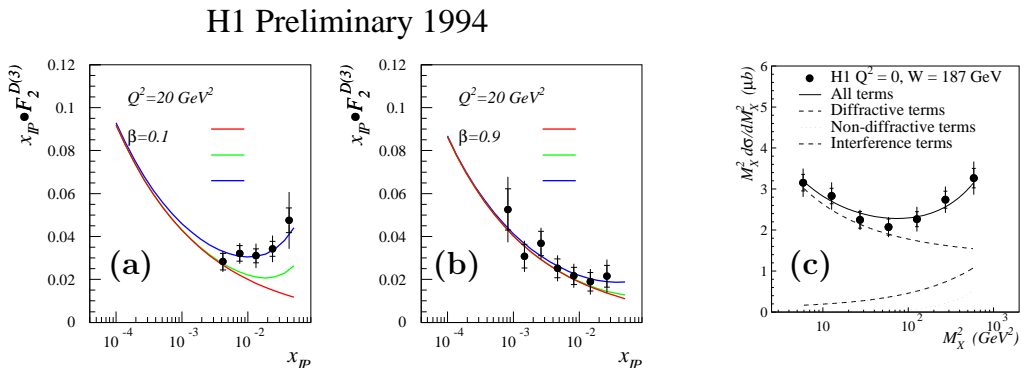 H1 Preliminary 1994
x_IP • F_2^D(3)
0.12
0.1
0.08
0.06
0.04
0.02
0
Q²=20 GeV²
β=0.1
(a)
10⁻⁴ 10⁻³ 10⁻²
x_IP
x_IP • F_2^D(3)
0.12
0.1
0.08
0.06
0.04
0.02
0
Q²=20 GeV²
β=0.9
(b)
10⁻⁴ 10⁻³ 10⁻²
x_IP
M_X² dσ/dM_X² (μb)
6
5
4
3
2
1
0
H1 Q² = 0, W = 187 GeV
All terms
Diffractive terms
Non-diffractive terms
Interference terms
(c)
10 10² 10³
M_X² (GeV²)